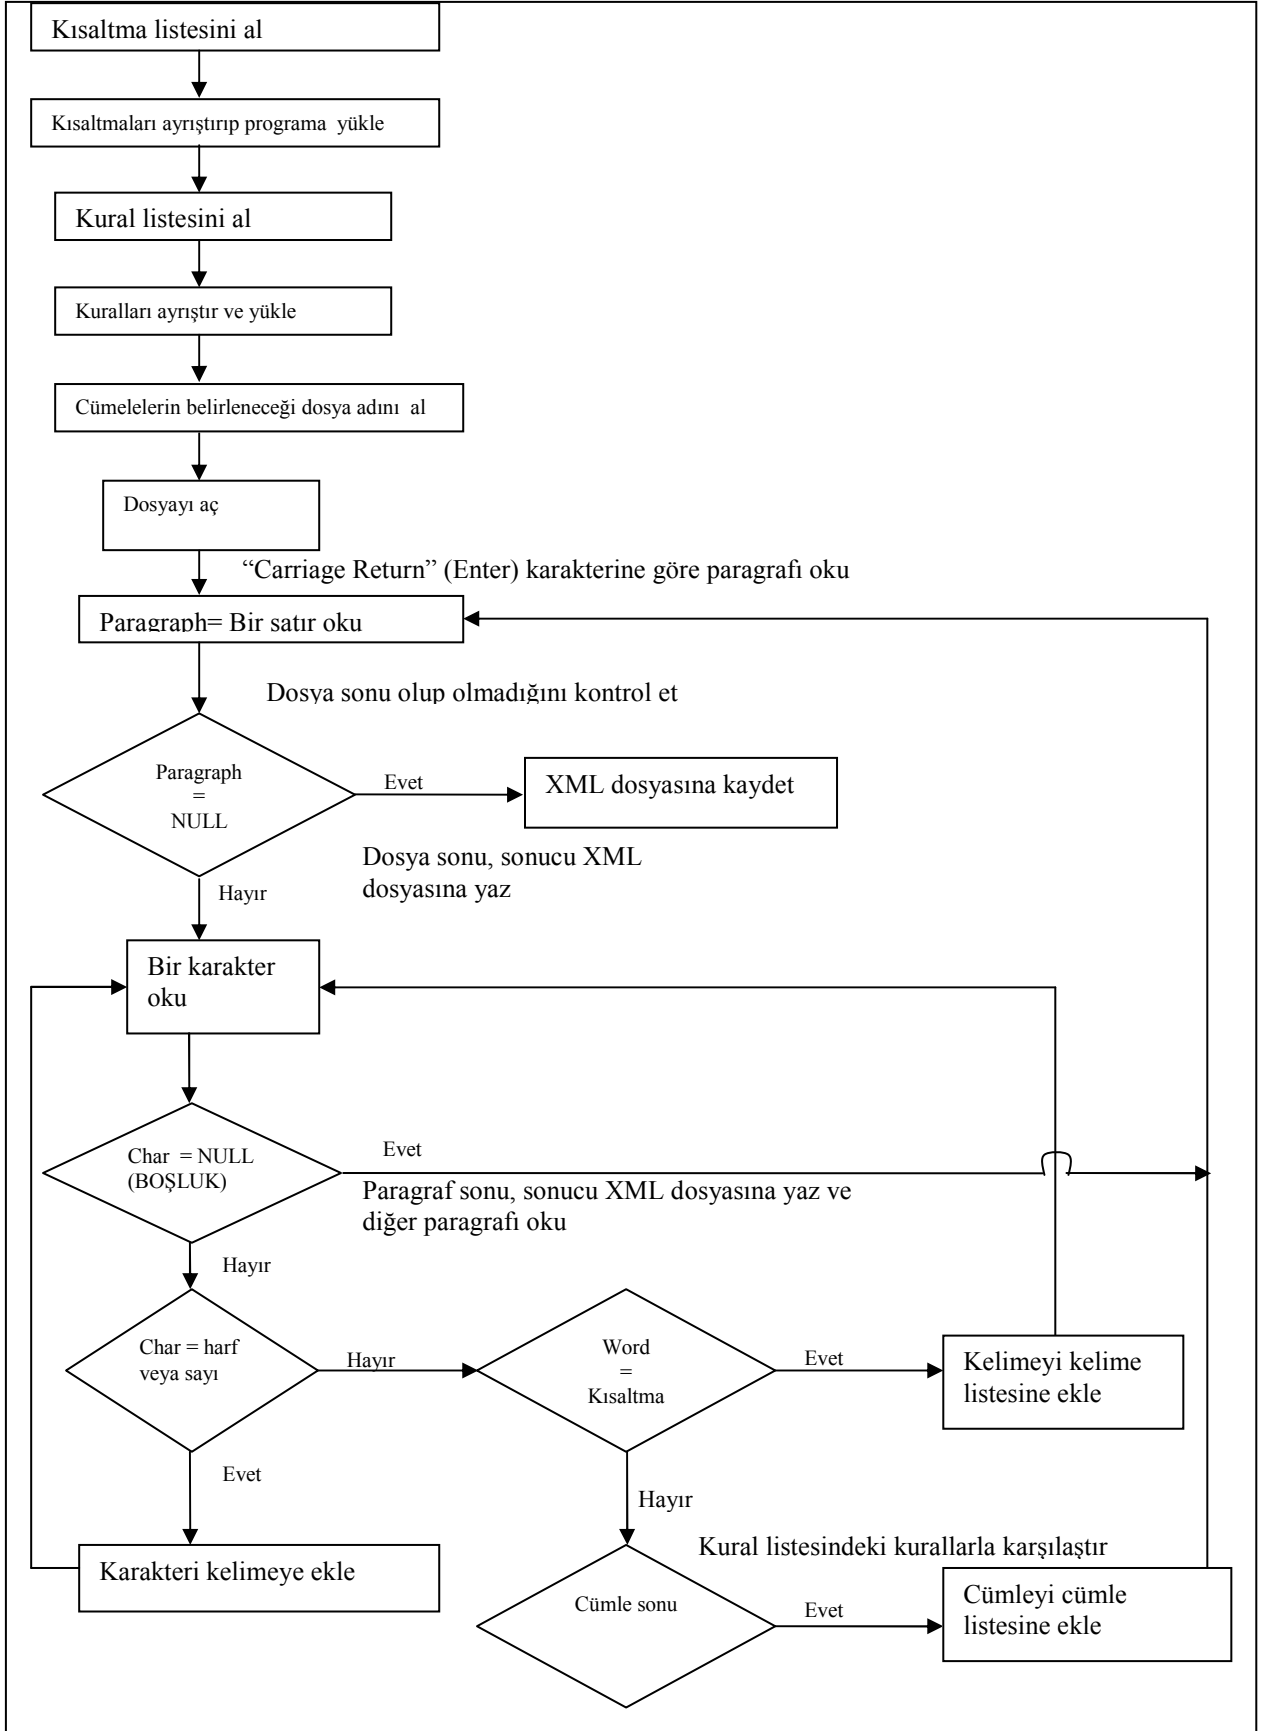 Kısaltma listesini al
Kısaltmaları ayrıştırıp programa yükle
Kural listesini al
Kuralları ayrıştır ve yükle
Cümelelerin belirleneceği dosya adını al
Dosyayı aç
“Carriage Return” (Enter) karakterine göre paragrafı oku
Paragraph= Bir satır oku
Dosya sonu olup olmadığını kontrol et
Paragraph
=
NULL
Evet
XML dosyasına kaydet
Dosya sonu, sonucu XML
dosyasına yaz
Hayır
Bir karakter
oku
Char = NULL
(BOŞLUK)
Evet
Paragraf sonu, sonucu XML dosyasına yaz ve
diğer paragrafı oku
Hayır
Char = harf
veya sayı
Hayır
Word
=
Kısaltma
Evet
Kelimeyi kelime
listesine ekle
Evet
Hayır
Karakteri kelimeye ekle
Kural listesindeki kurallarla karşılaştır
Cümle sonu
Evet
Cümleyi cümle
listesine ekle